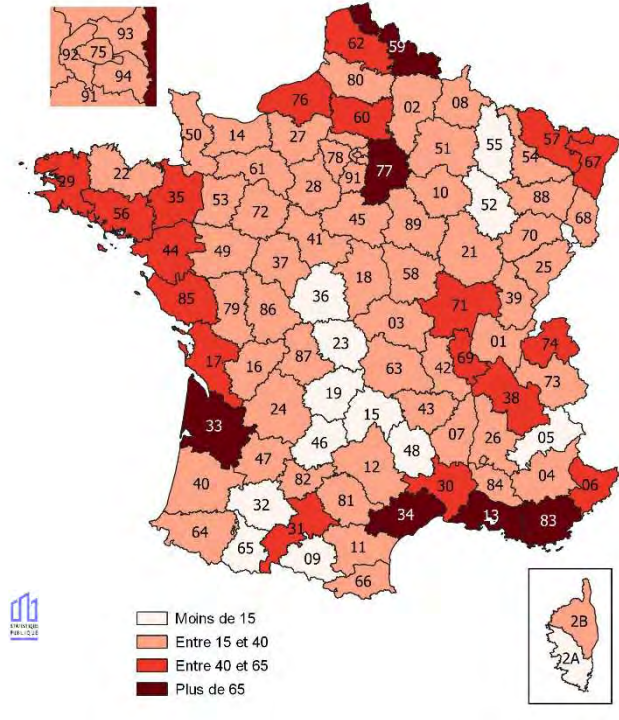 93
92 75
94
91
62 59
80
76 02 08
60
50 14 27 51 55 57
54 67
78
91 77
29 22 61
35 28 10 52 88
53 68
56 72
45 89 70
41
44 49 21 25
37
18 58
85 79 86 36 71 39
03
23 01 74
17 87 69
16 63 42 73
19 38
24 15 43
33 05
46 48 07 26
47 12
82 04
40 30 84 06
32 81
34 13 83
64 31
65 09 11
66
2B
2A
STATISTIQUE
PUBLIQUE
Moins de 15
Entre 15 et 40
Entre 40 et 65
Plus de 65